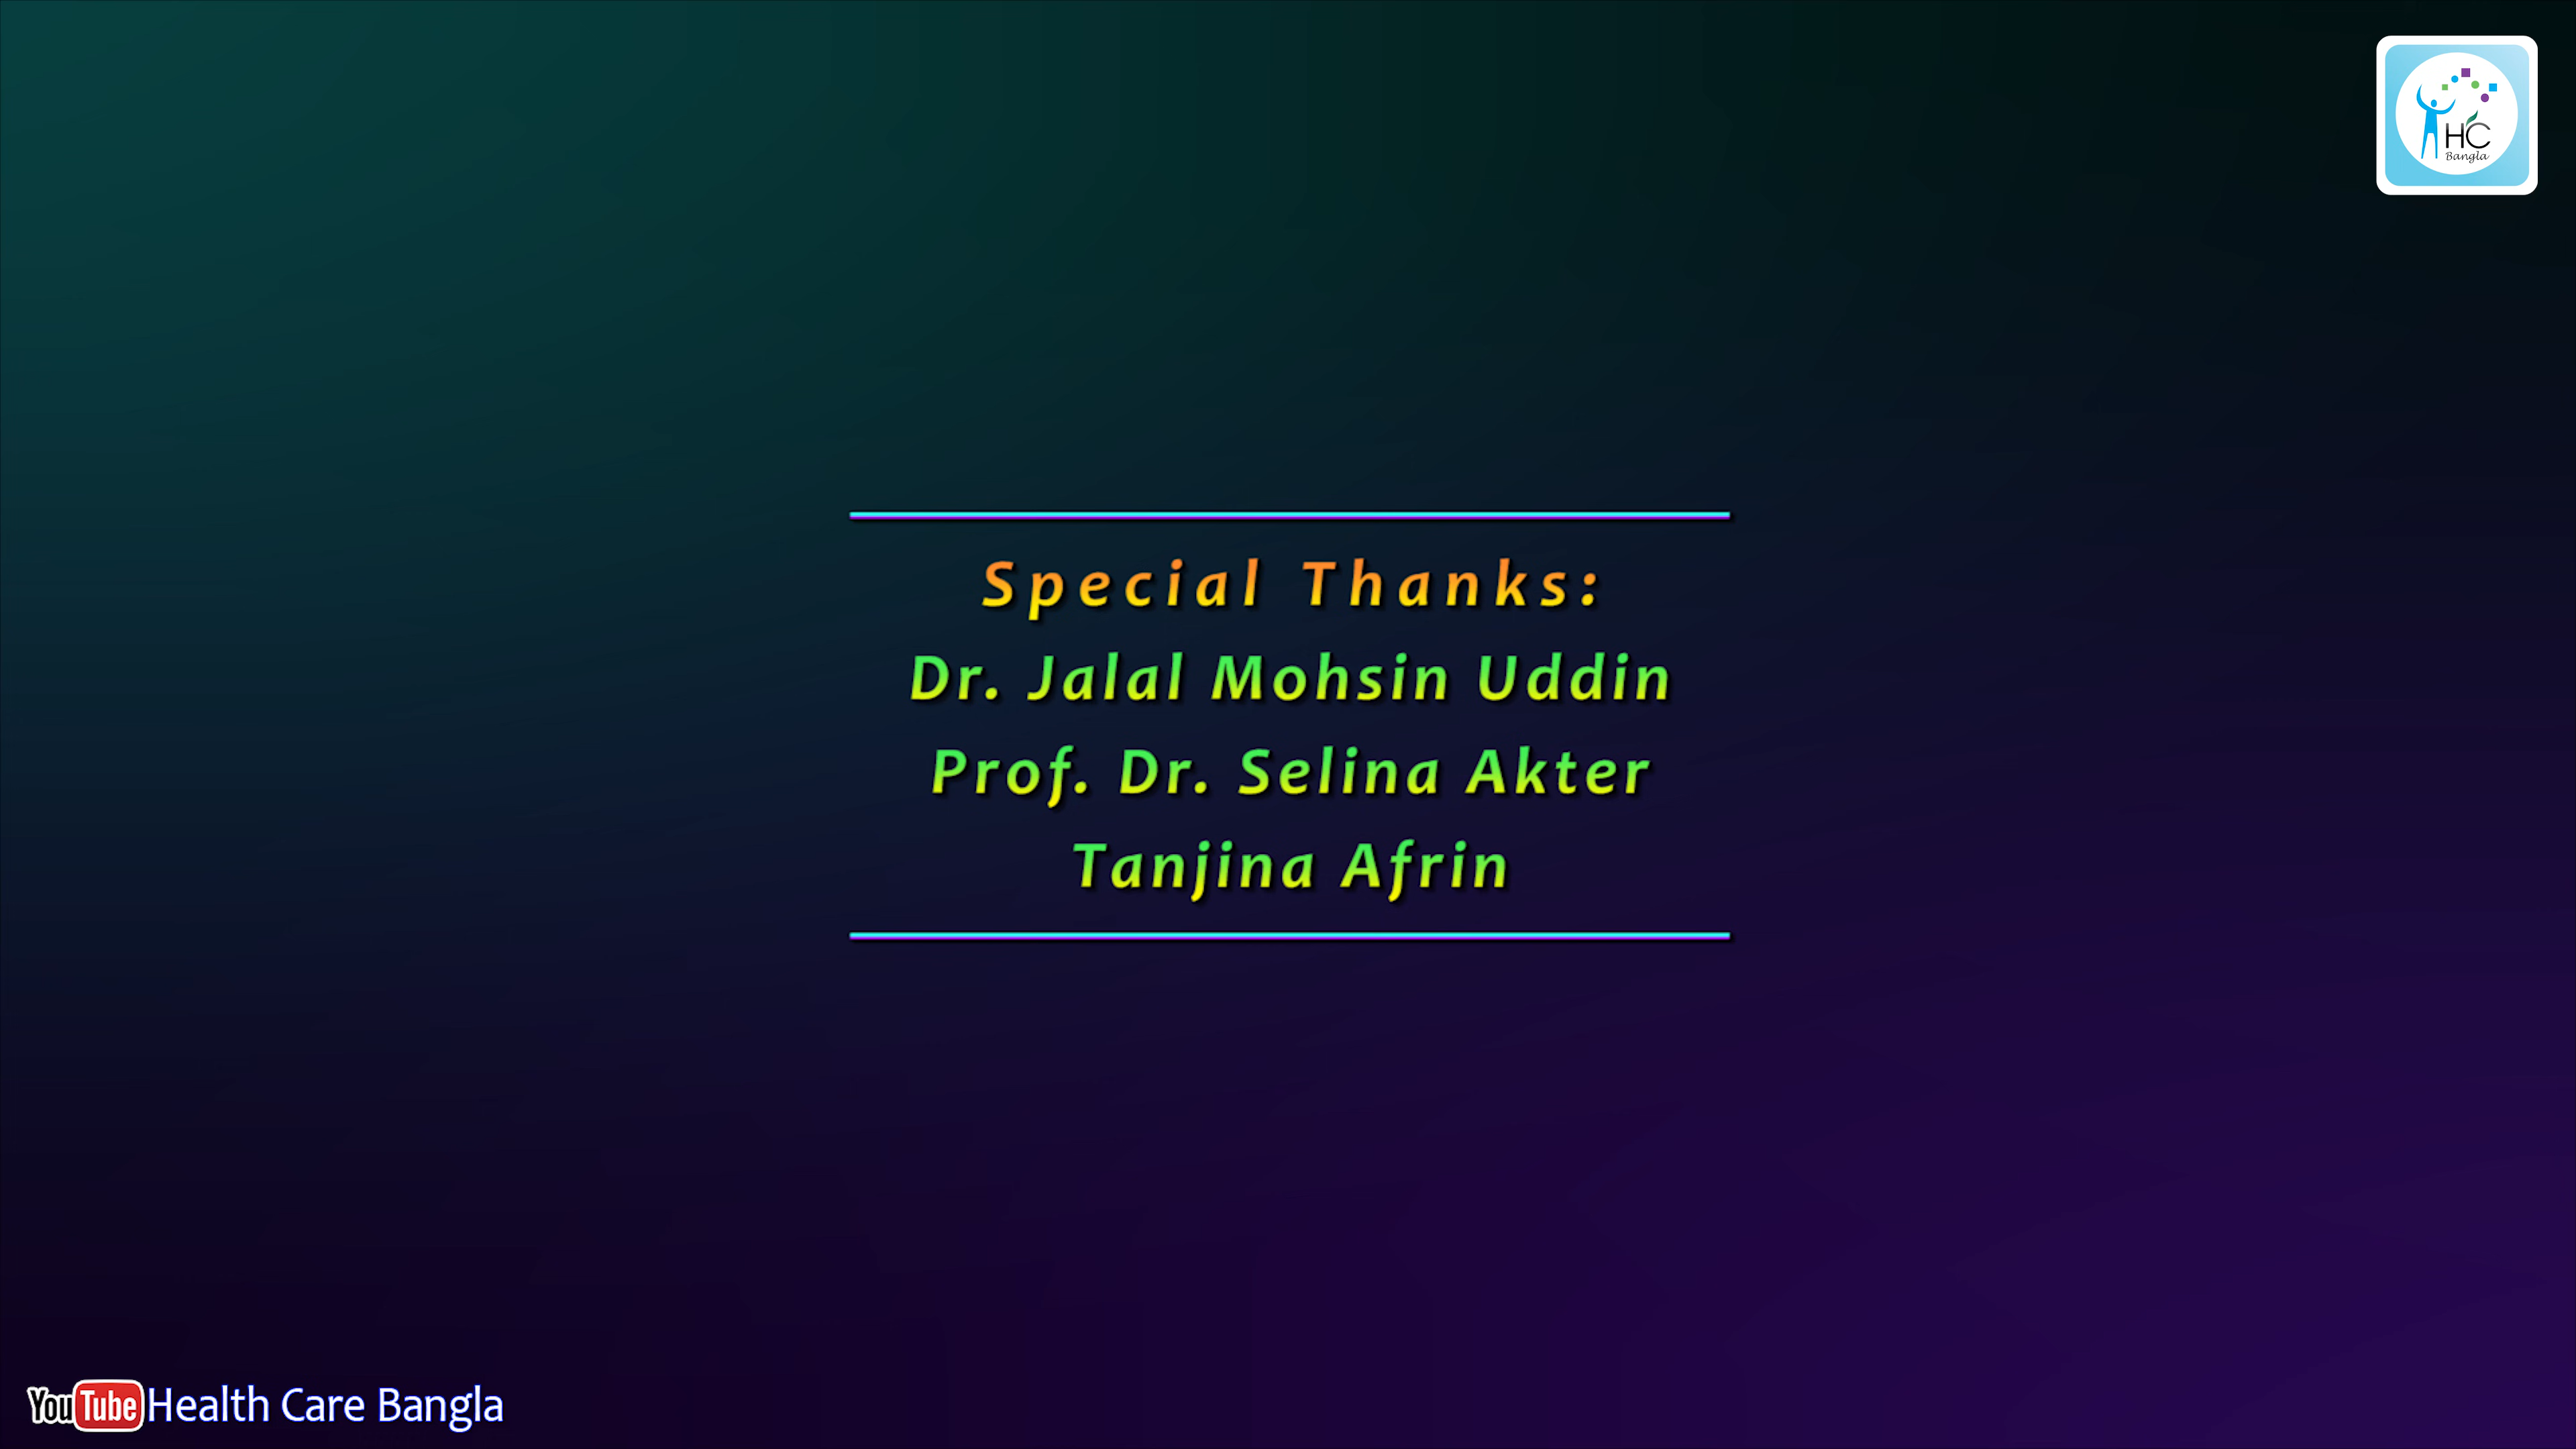 HC
Bangla
Special Thanks:
Dr. Jalal Mohsin Uddin
Prof. Dr. Selina Akter
Tanjina Afrin
YouTube Health Care Bangla